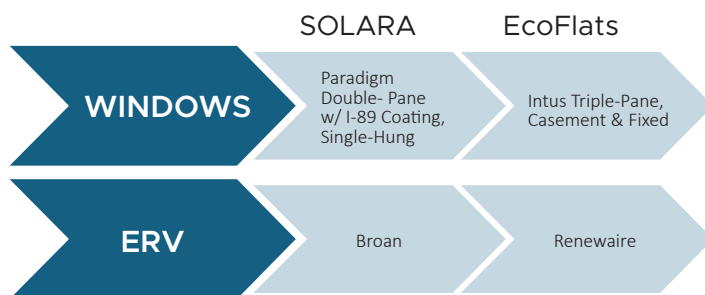 SOLARA EcoFlats
WINDOWS
Paradigm
Double- Pane
w/ I-89 Coating,
Single-Hung
Intus Triple-Pane,
Casement & Fixed
ERV
Broan
Renewaire